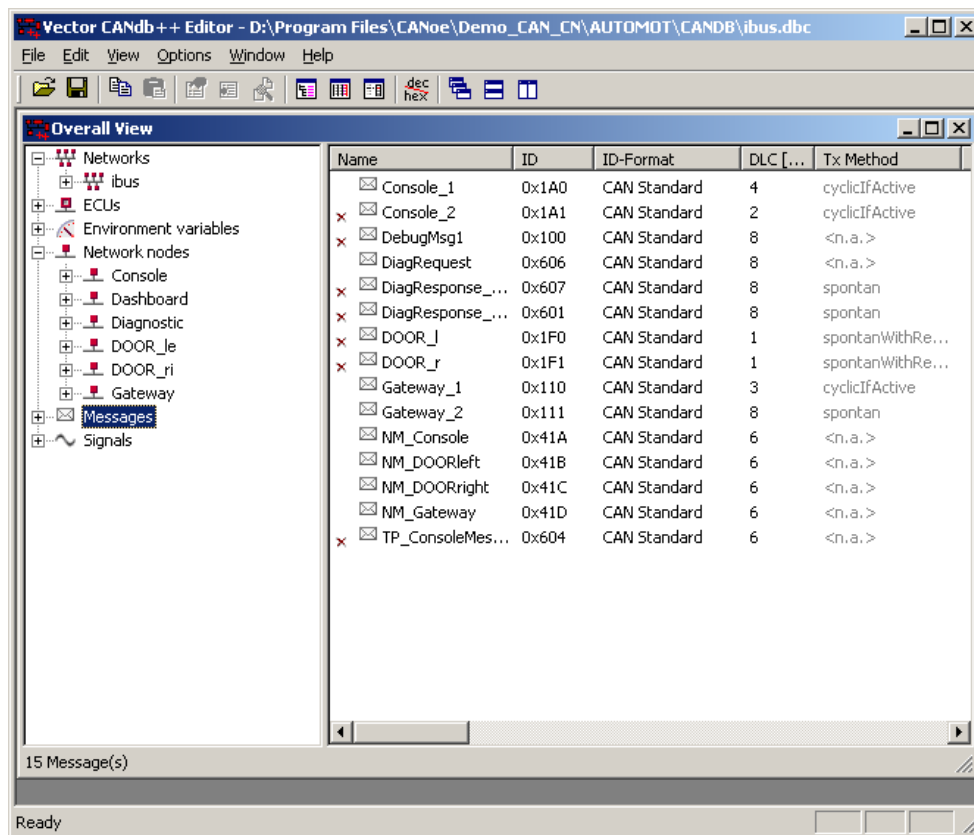 Vector CANdb++ Editor - D:\Program Files\CANoe\Demo_CAN_CN\AUTOMOT\CANDB\ibus.dbc
File Edit View Options Window Help
dec
hex
Overall View
Networks
ibus
ECUs
Environment variables
Network nodes
Console
Dashboard
Diagnostic
DOOR_le
DOOR_ri
Gateway
Messages
Signals
Name ID ID-Format DLC [... Tx Method
Console_1 0x1A0 CAN Standard 4 cyclicIfActive
Console_2 0x1A1 CAN Standard 2 cyclicIfActive
DebugMsg1 0x100 CAN Standard 8 <n.a.>
DiagRequest 0x606 CAN Standard 8 <n.a.>
DiagResponse_... 0x607 CAN Standard 8 spontan
DiagResponse_... 0x601 CAN Standard 8 spontan
DOOR_l 0x1F0 CAN Standard 1 spontanWithRe...
DOOR_r 0x1F1 CAN Standard 1 spontanWithRe...
Gateway_1 0x110 CAN Standard 3 cyclicIfActive
Gateway_2 0x111 CAN Standard 8 spontan
NM_Console 0x41A CAN Standard 6 <n.a.>
NM_DOORleft 0x41B CAN Standard 6 <n.a.>
NM_DOORright 0x41C CAN Standard 6 <n.a.>
NM_Gateway 0x41D CAN Standard 6 <n.a.>
TP_ConsoleMes... 0x604 CAN Standard 6 <n.a.>
15 Message(s)
Ready